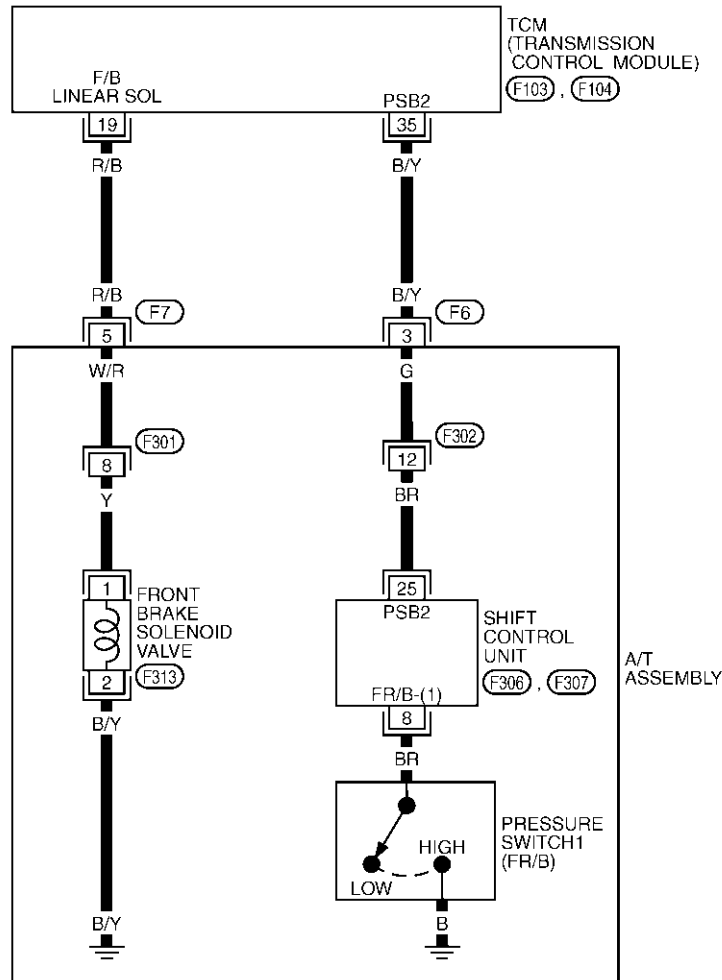 TCM
(TRANSMISSION
CONTROL MODULE)
F103 , F104
F/B
LINEAR SOL
PSB2
19
35
R/B
B/Y
R/B
B/Y
F7
F6
5
3
W/R
G
F301
F302
8
12
Y
BR
1
25
FRONT
BRAKE
SOLENOID
VALVE
F313
PSB2
SHIFT
CONTROL
UNIT
F306 , F307
A/T
ASSEMBLY
2
FR/B-(1)
8
B/Y
BR
PRESSURE
SWITCH1
(FR/B)
HIGH
LOW
B/Y
B